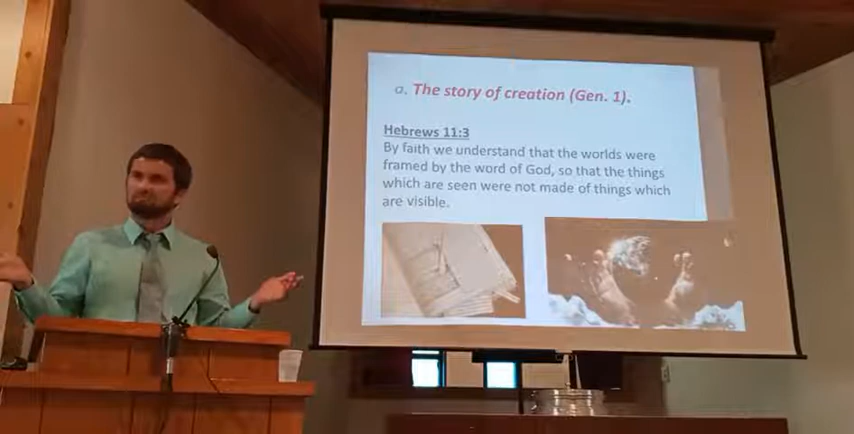 a. The story of creation (Gen. 1).
Hebrews 11:3
By faith we understand that the worlds were
framed by the word of God, so that the things
which are seen were not made of things which
are visible.